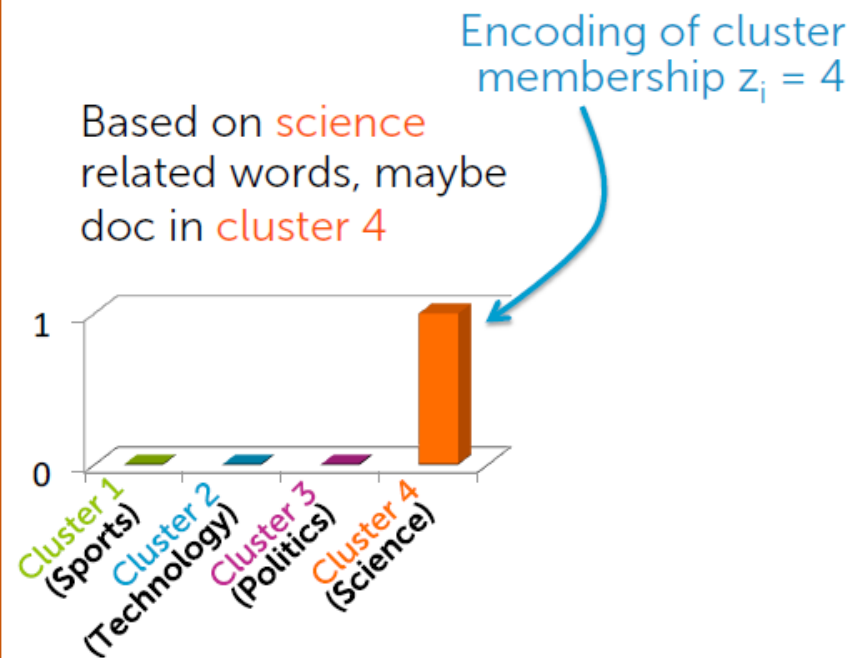 Encoding of cluster
membership zᵢ = 4
Based on science
related words, maybe
doc in cluster 4
1
0
Cluster 1
(Sports)
Cluster 2
(Technology)
Cluster 3
(Politics)
Cluster 4
(Science)